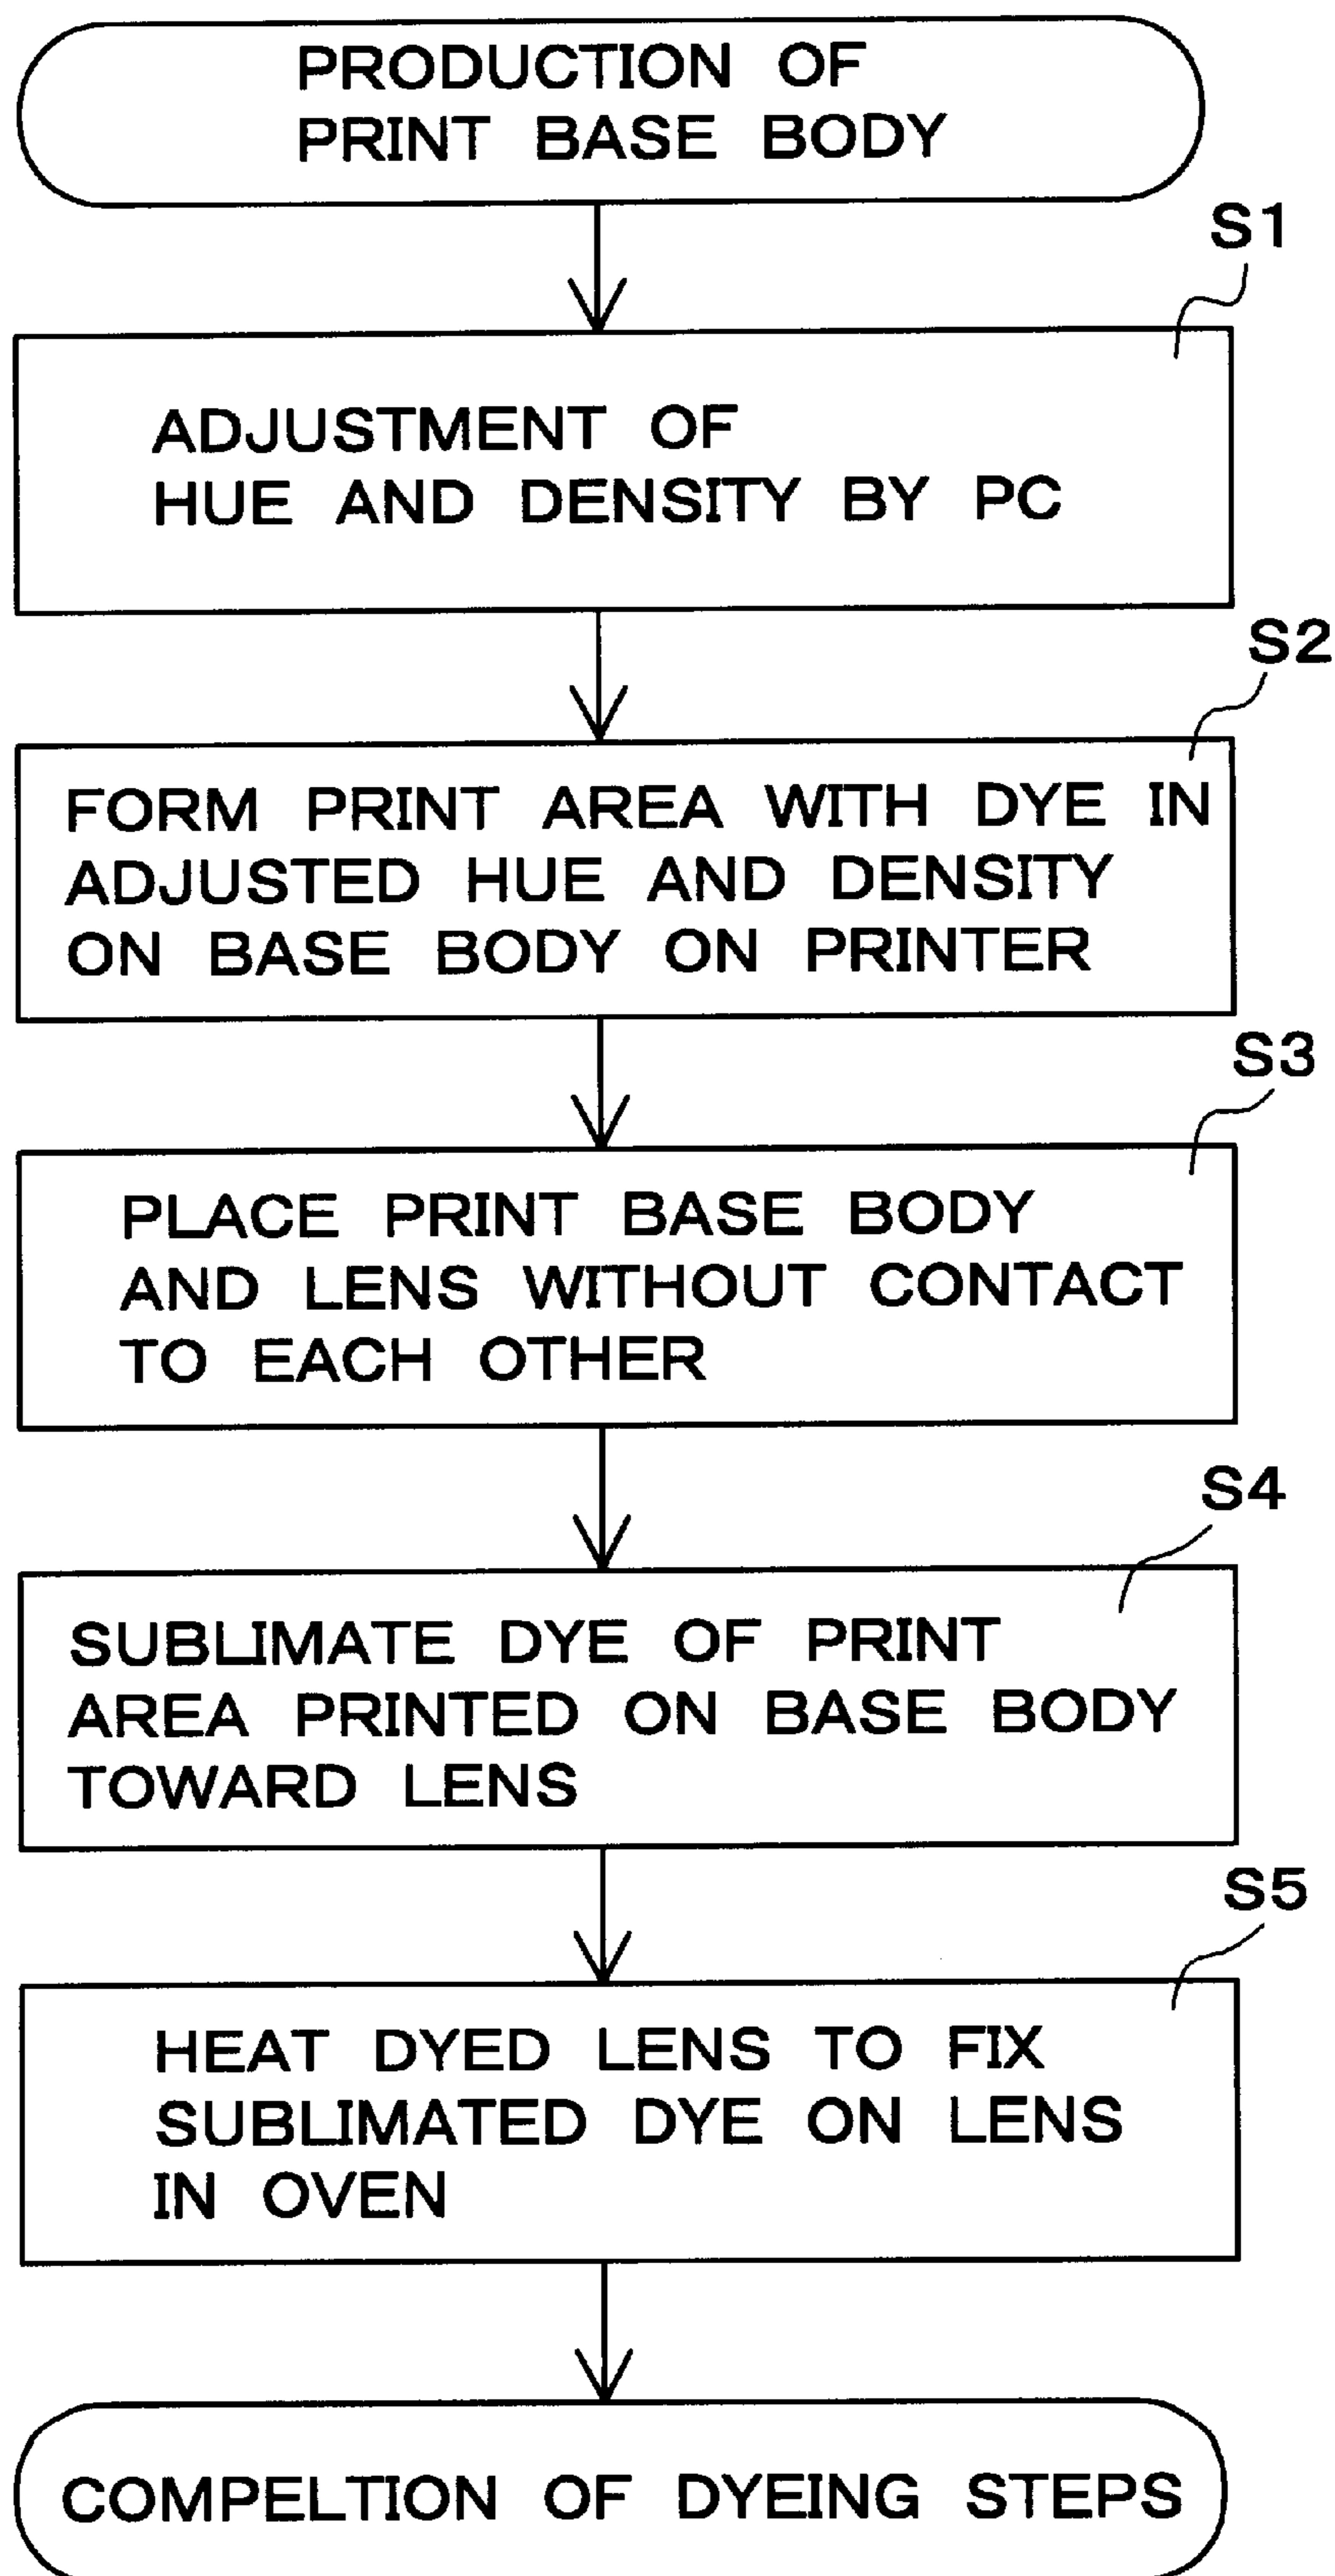 PRODUCTION OF
PRINT BASE BODY
S1
ADJUSTMENT OF
HUE AND DENSITY BY PC
S2
FORM PRINT AREA WITH DYE IN
ADJUSTED HUE AND DENSITY
ON BASE BODY ON PRINTER
S3
PLACE PRINT BASE BODY
AND LENS WITHOUT CONTACT
TO EACH OTHER
S4
SUBLIMATE DYE OF PRINT
AREA PRINTED ON BASE BODY
TOWARD LENS
S5
HEAT DYED LENS TO FIX
SUBLIMATED DYE ON LENS
IN OVEN
COMPELTION OF DYEING STEPS